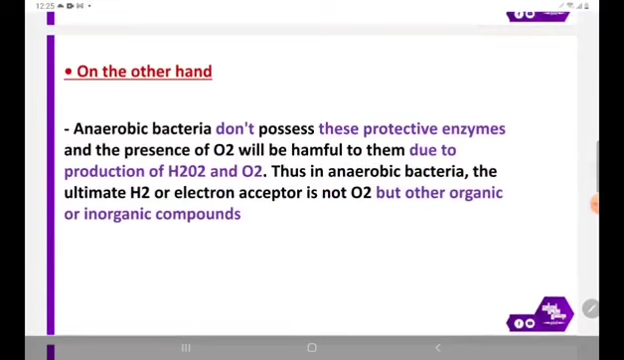 12:25
• On the other hand
- Anaerobic bacteria don't possess these protective enzymes
and the presence of O2 will be hamful to them due to
production of H202 and O2. Thus in anaerobic bacteria, the
ultimate H2 or electron acceptor is not O2 but other organic
or inorganic compounds